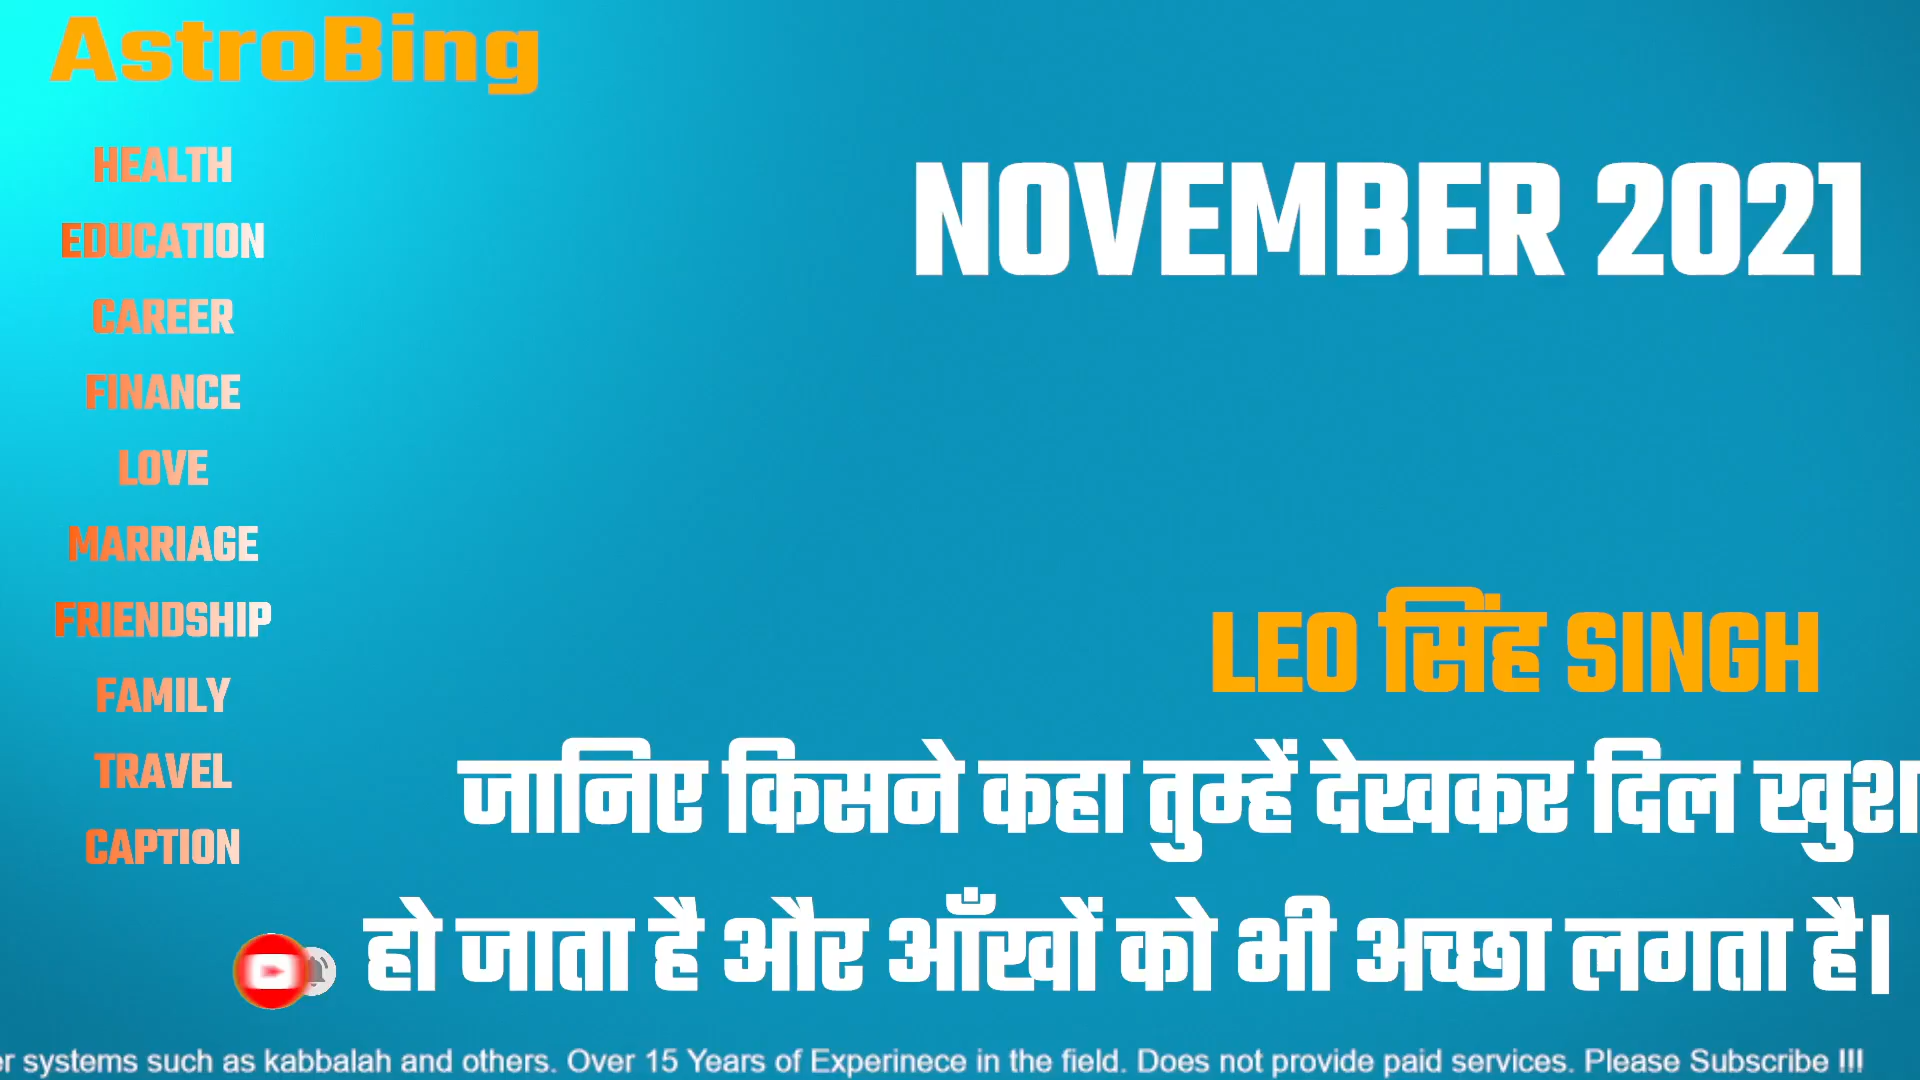 AstroBing
HEALTH
EDUCATION
CAREER
FINANCE
LOVE
MARRIAGE
FRIENDSHIP
FAMILY
TRAVEL
CAPTION
NOVEMBER 2021
LEO सिंह SINGH
जानिए किसने कहा तुम्हें देखकर दिल खुश
हो जाता है और आँखों को भी अच्छा लगता है।
systems such as kabbalah and others. Over 15 Years of Experinece in the field. Does not provide paid services. Please Subscribe !!!